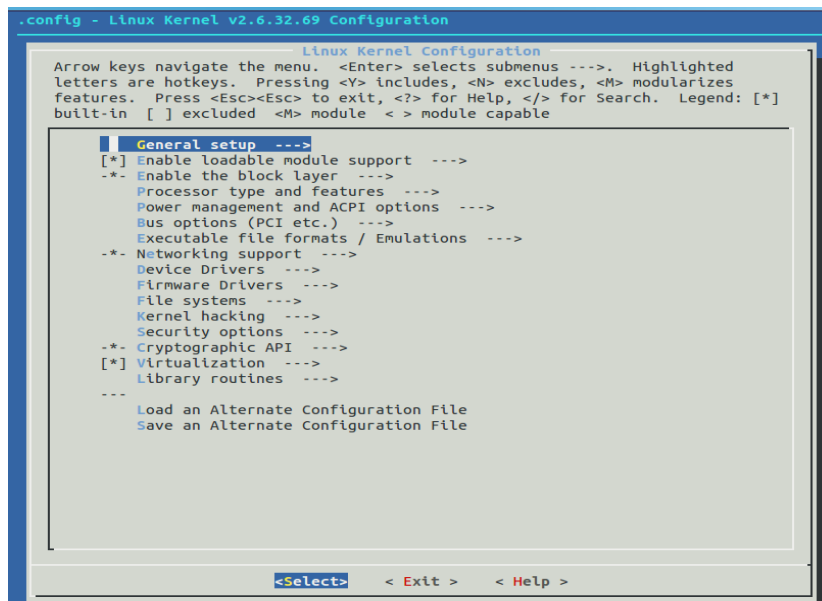 .config - Linux Kernel v2.6.32.69 Configuration
Linux Kernel Configuration
Arrow keys navigate the menu.  <Enter> selects submenus --->.  Highlighted
letters are hotkeys.  Pressing <Y> includes, <N> excludes, <M> modularizes
features.  Press <Esc><Esc> to exit, <?> for Help, </> for Search.  Legend: [*]
built-in  [ ] excluded  <M> module  < > module capable
General setup  --->
[*] Enable loadable module support  --->
-*- Enable the block layer  --->
Processor type and features  --->
Power management and ACPI options  --->
Bus options (PCI etc.)  --->
Executable file formats / Emulations  --->
-*- Networking support  --->
Device Drivers  --->
Firmware Drivers  --->
File systems  --->
Kernel hacking  --->
Security options  --->
-*- Cryptographic API  --->
[*] Virtualization  --->
Library routines  --->
---
Load an Alternate Configuration File
Save an Alternate Configuration File
<Select>    < Exit >    < Help >